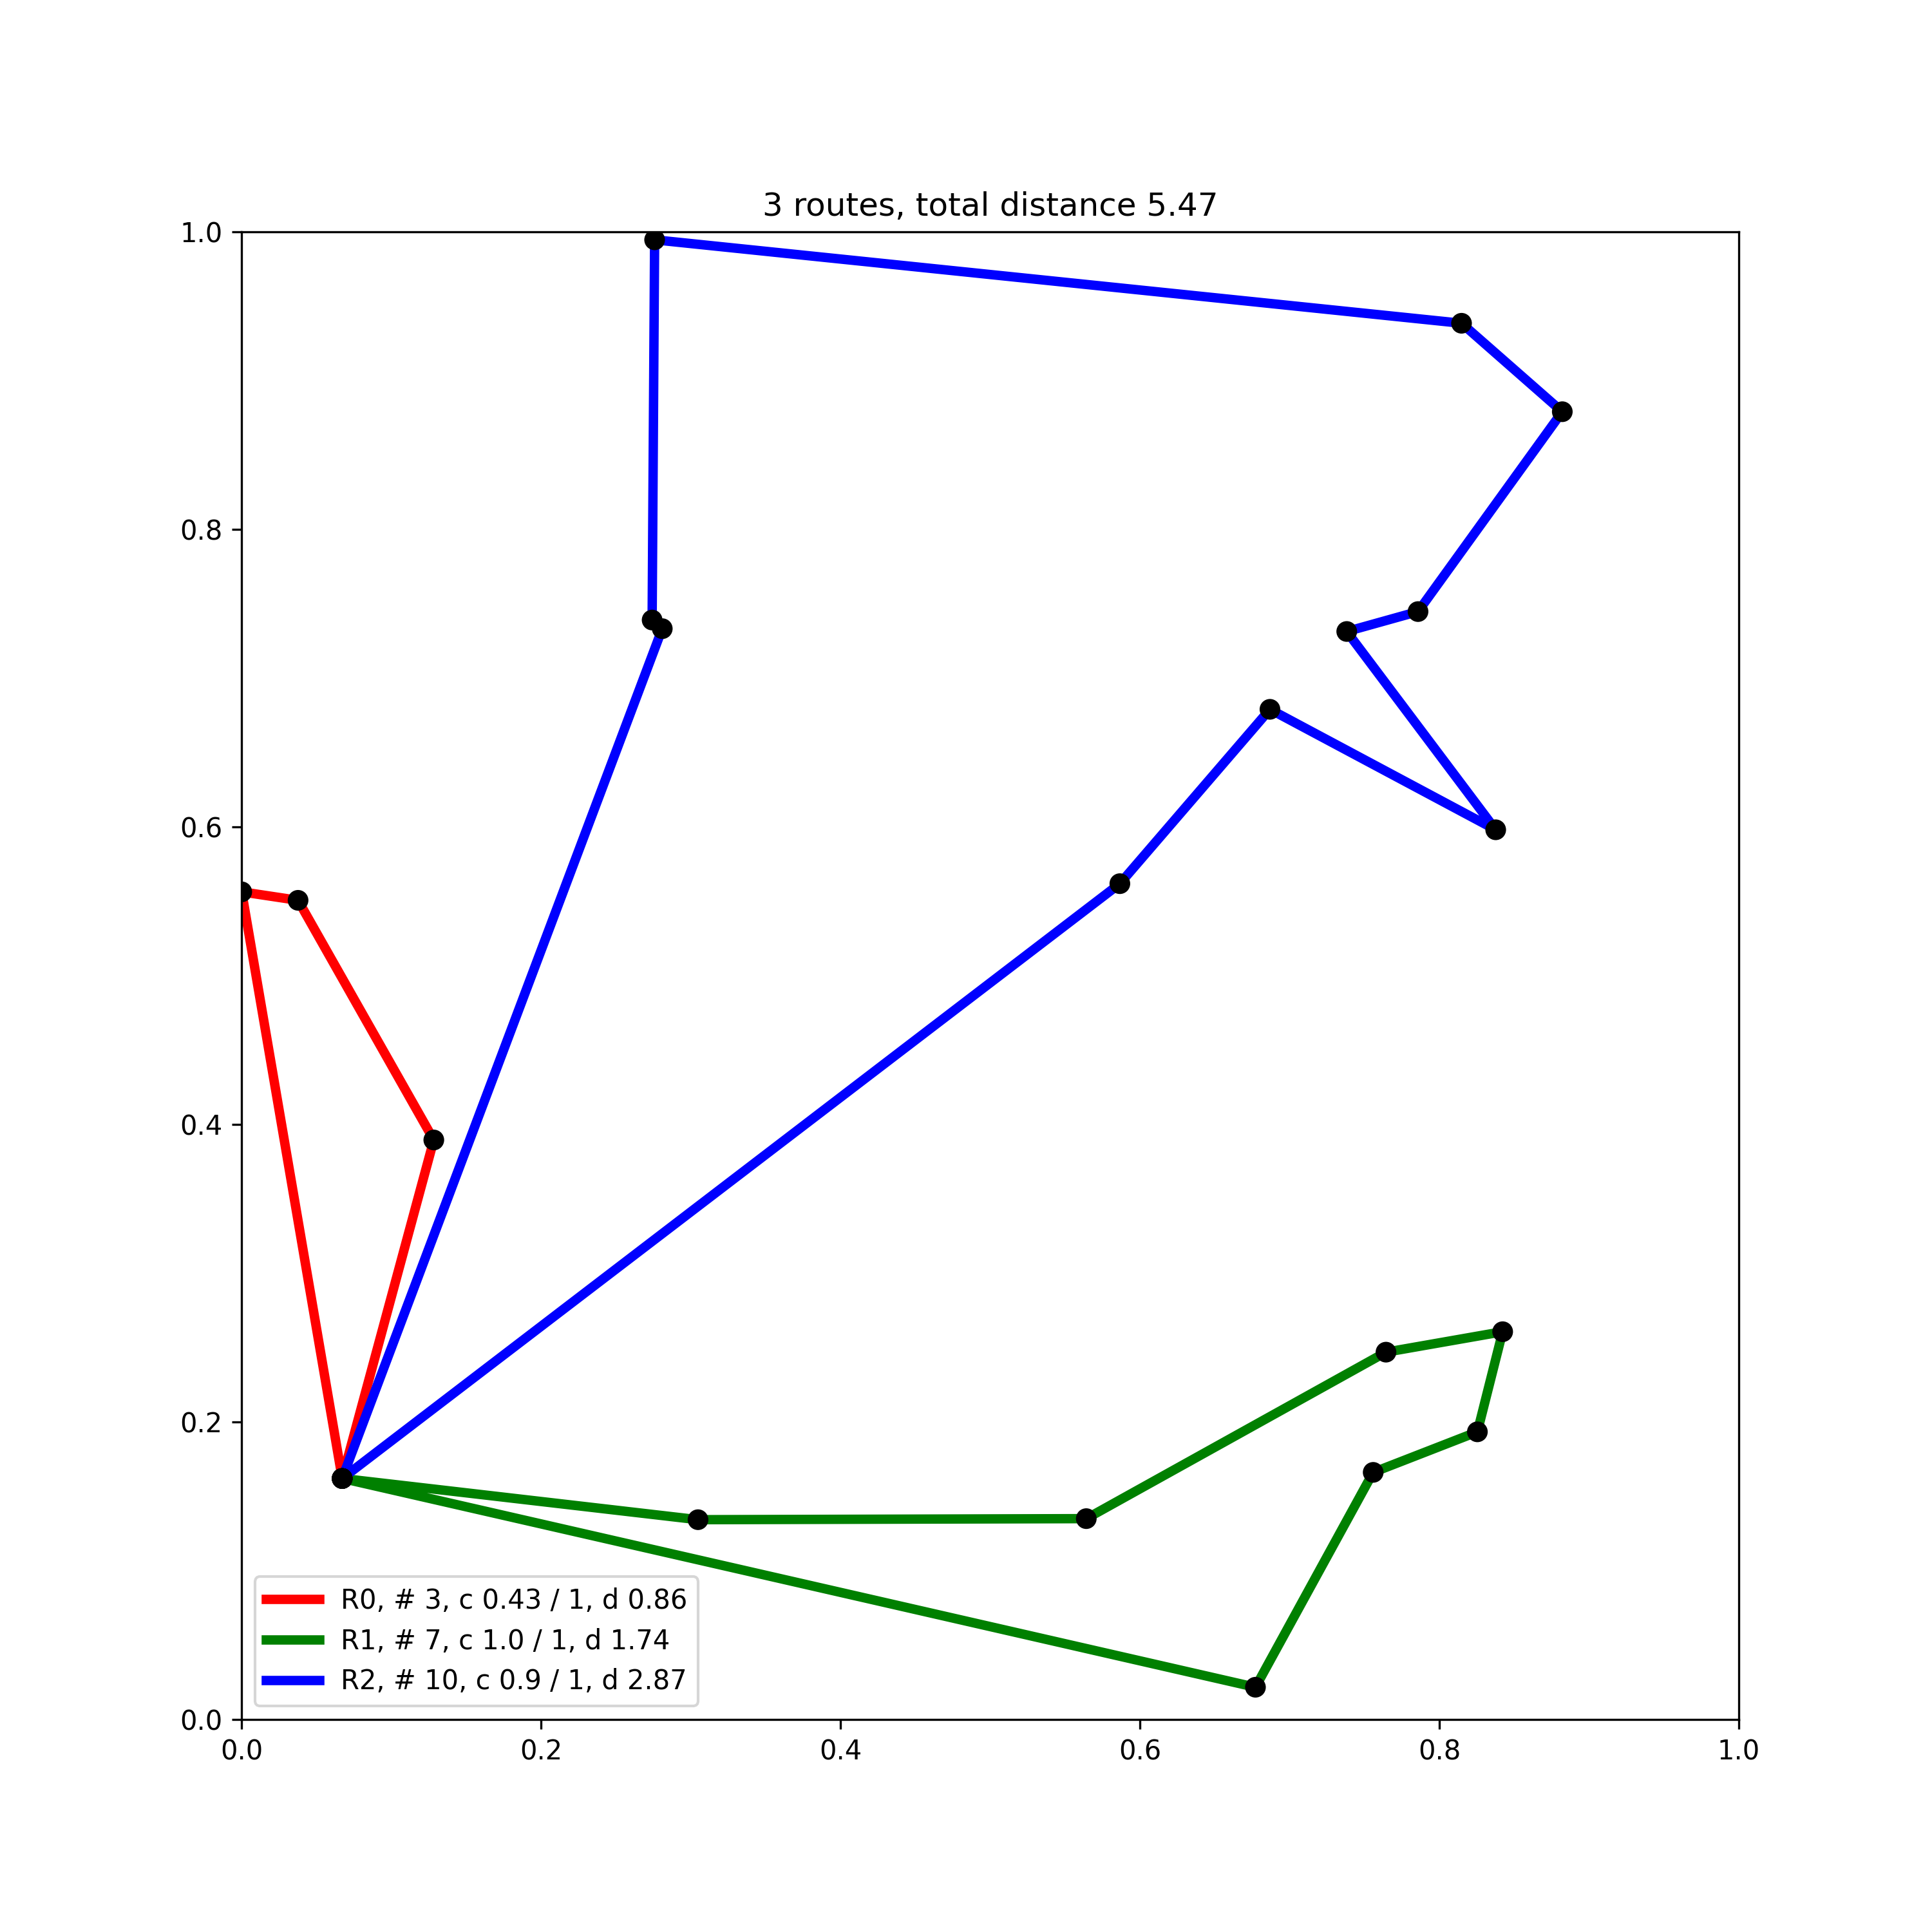 3 routes, total distance 5.47
1.0
0.8
0.6
0.4
0.2
0.0
R0, # 3, c 0.43 / 1, d 0.86
R1, # 7, c 1.0 / 1, d 1.74
R2, # 10, c 0.9 / 1, d 2.87
0.0 0.2 0.4 0.6 0.8 1.0